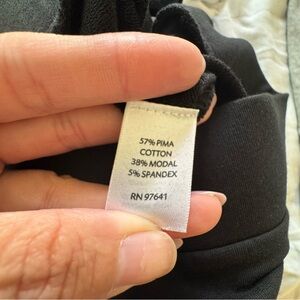 57% PIMA
COTTON
38% MODAL
5% SPANDEX
RN 97641